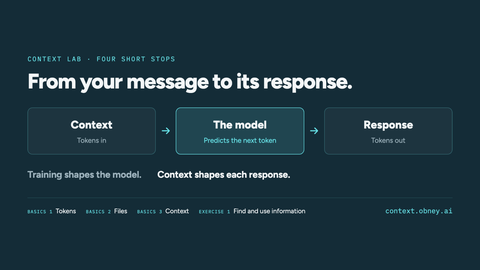 CONTEXT LAB · FOUR SHORT STOPS
From your message to its response.
Context
Tokens in
→
The model
Predicts the next token
→
Response
Tokens out
Training shapes the model. Context shapes each response.
BASICS 1 Tokens BASICS 2 Files BASICS 3 Context EXERCISE 1 Find and use information
context.obney.ai